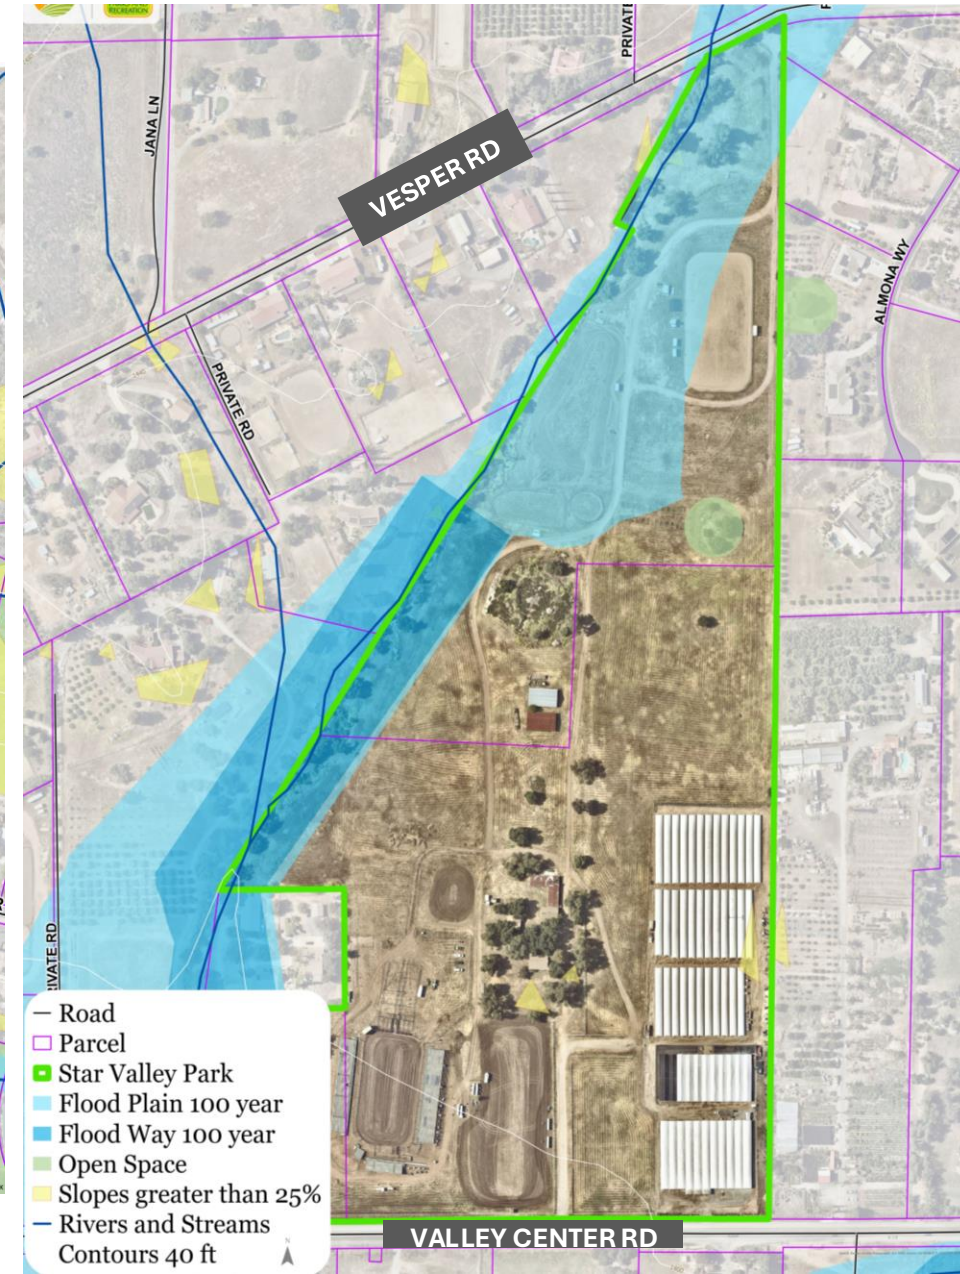 RECREATION
PRIVATE
JANA LN
VESPER RD
ALMONA WY
PRIVATE RD
Road
Parcel
Star Valley Park
Flood Plain 100 year
Flood Way 100 year
Open Space
Slopes greater than 25%
Rivers and Streams
Contours 40 ft
N
VALLEY CENTER RD